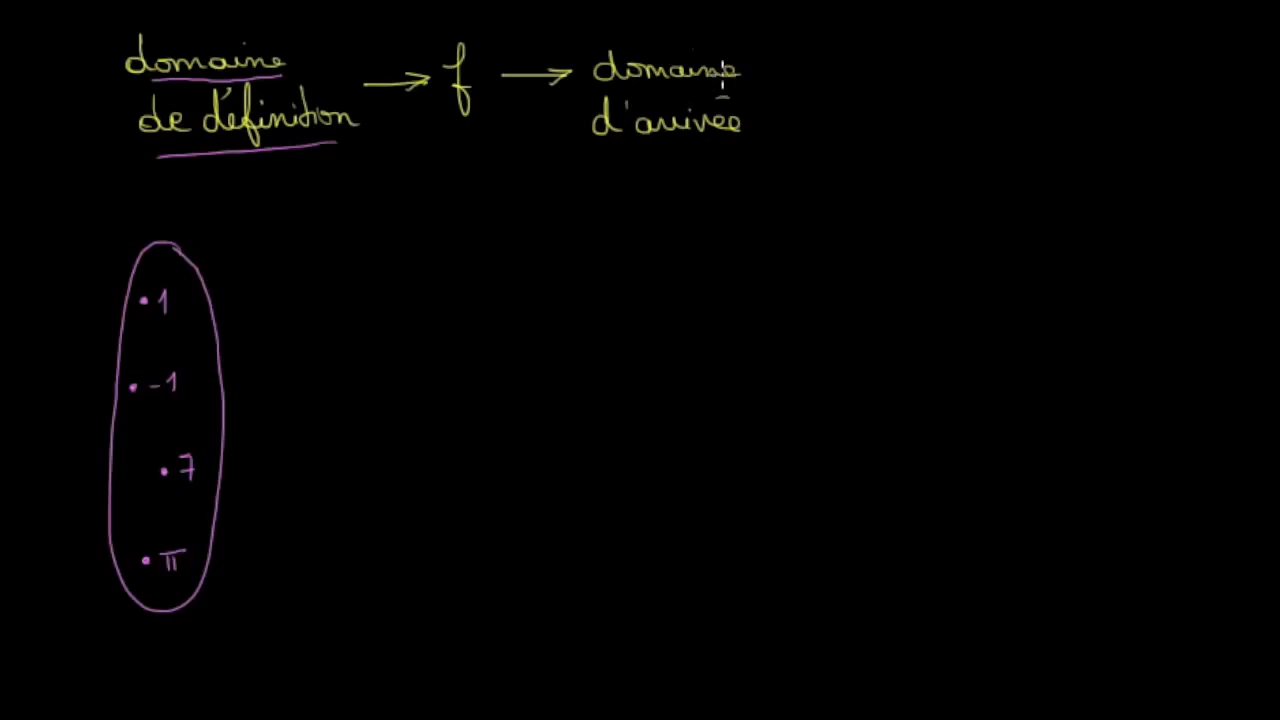 domaine → f → domaine
de définition d'arrivée
1
-1
7
π